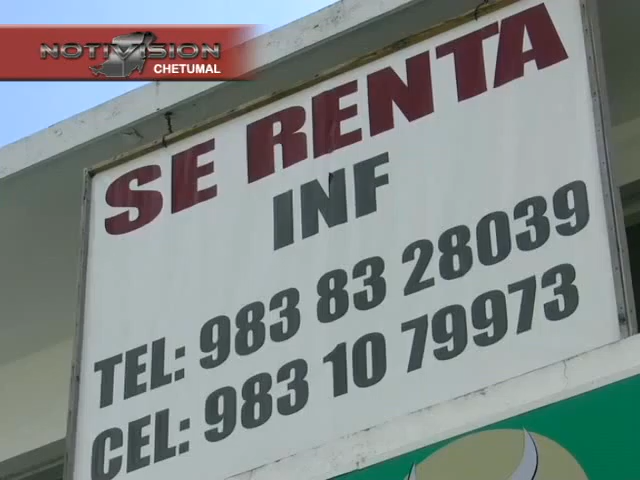 NOTIVISION
CHETUMAL
SE RENTA
INF
TEL: 983 83 28039
CEL: 983 10 79973